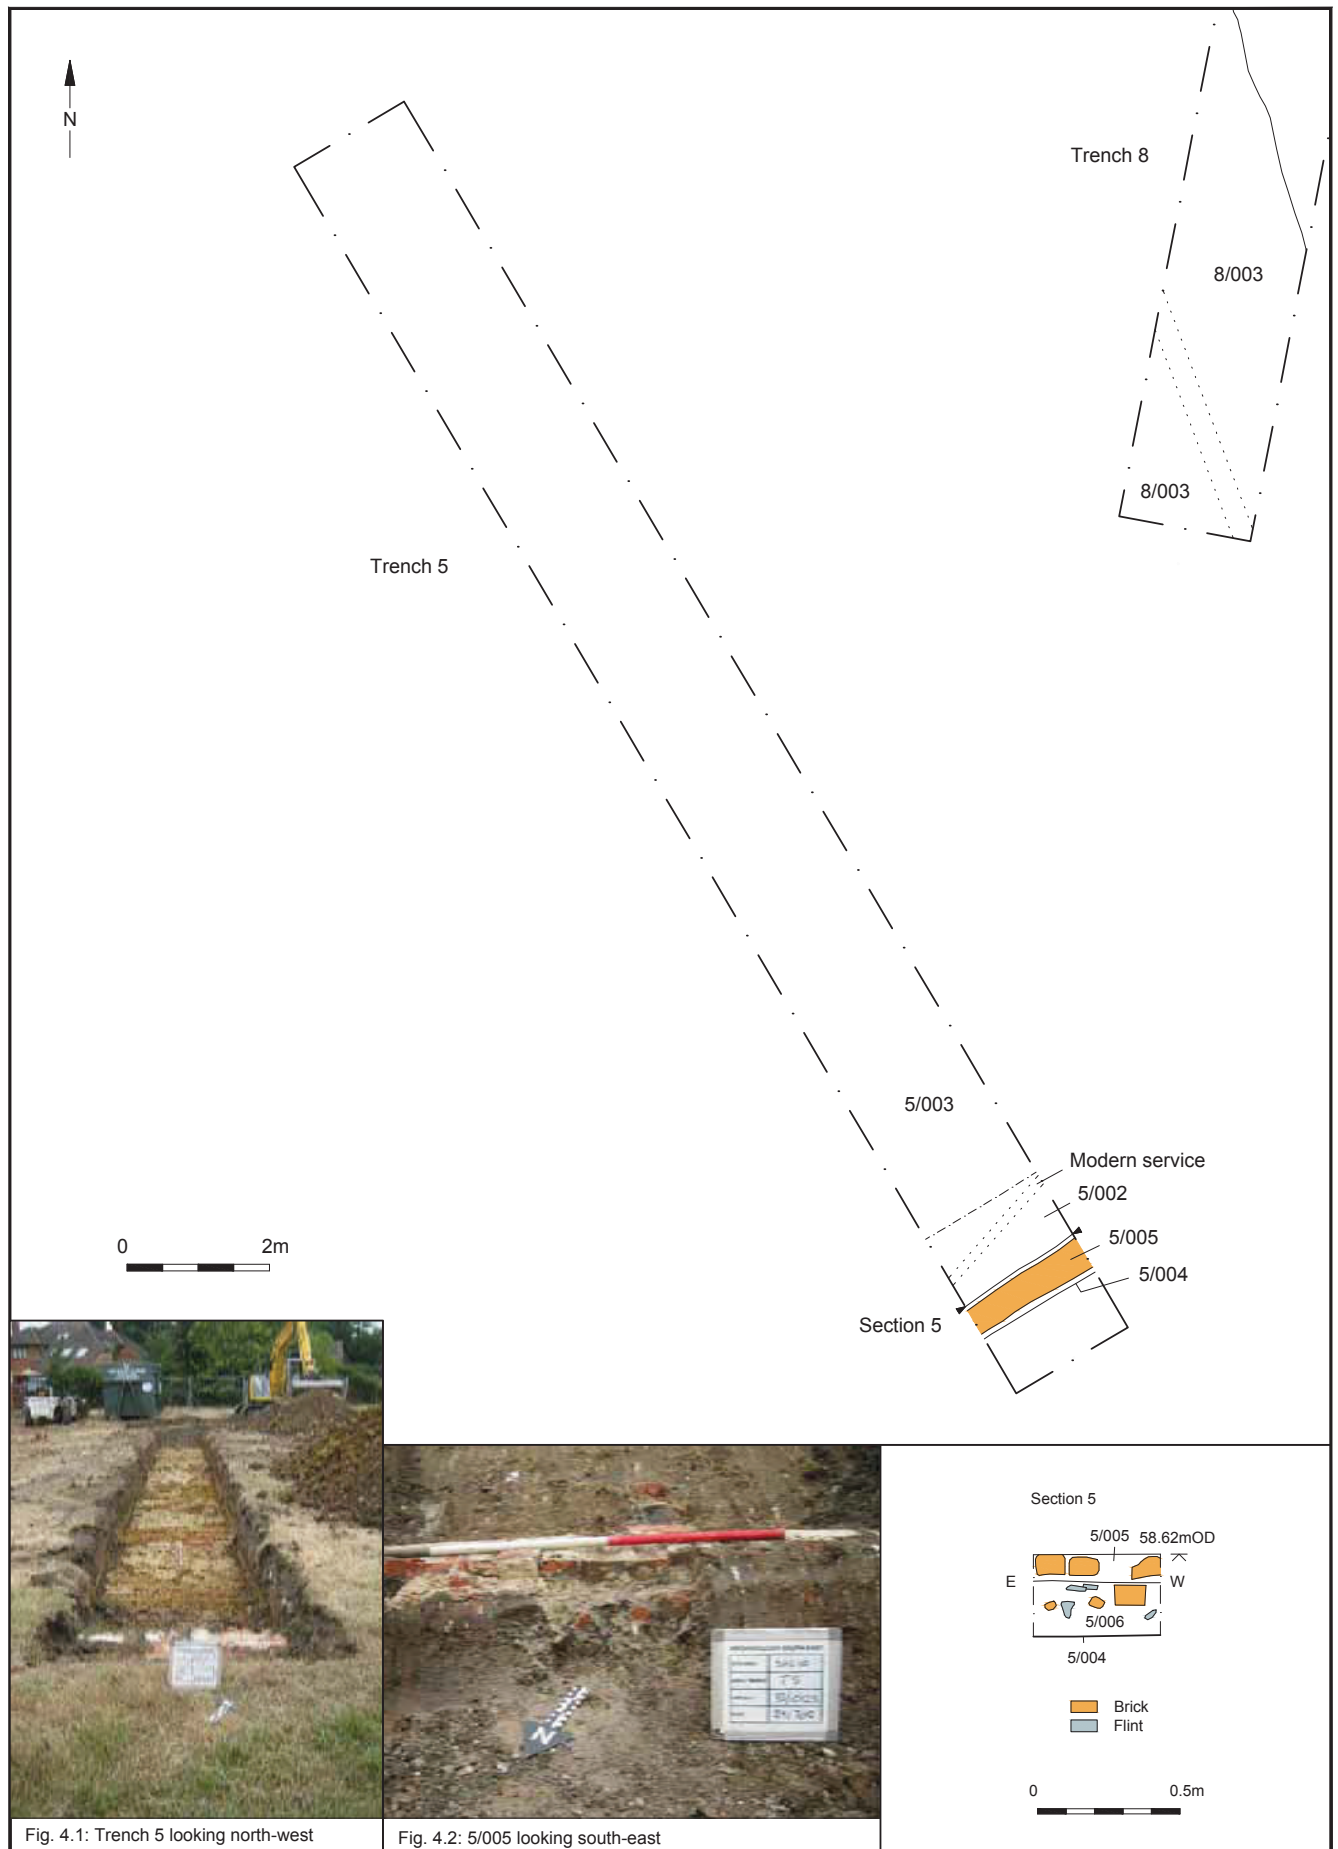 N
Trench 8
8/003
8/003
Trench 5
5/003
Modern service
5/002
5/005
5/004
Section 5
0 2m
Fig. 4.1: Trench 5 looking north-west
Fig. 4.2: 5/005 looking south-east
Section 5
5/005 58.62mOD
E W
5/006
5/004
Brick
Flint
0 0.5m
N